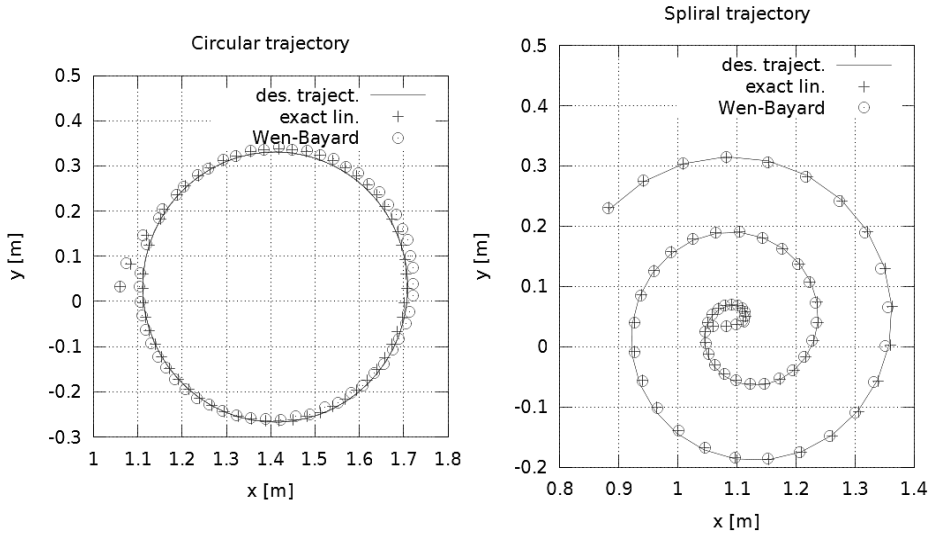 Circular trajectory
des. traject.
exact lin.
Wen-Bayard
y [m]
0.5
0.4
0.3
0.2
0.1
0
-0.1
-0.2
-0.3
1 1.1 1.2 1.3 1.4 1.5 1.6 1.7 1.8
x [m]
Spliral trajectory
des. traject.
exact lin.
Wen-Bayard
y [m]
0.5
0.4
0.3
0.2
0.1
0
-0.1
-0.2
0.8 0.9 1 1.1 1.2 1.3 1.4
x [m]